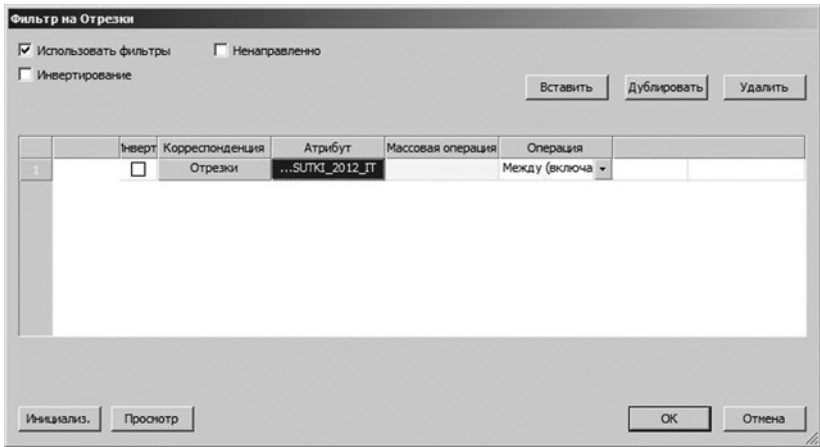 Фильтр на Отрезки
Использовать фильтры Ненаправленно
Инвертирование
Вставить Дублировать Удалить
Инверт Корреспонденция Атрибут Массовая операция Операция
1 Отрезки ...SUTKI_2012_IT Между (включа
Инициализ. Просмотр OK Отмена